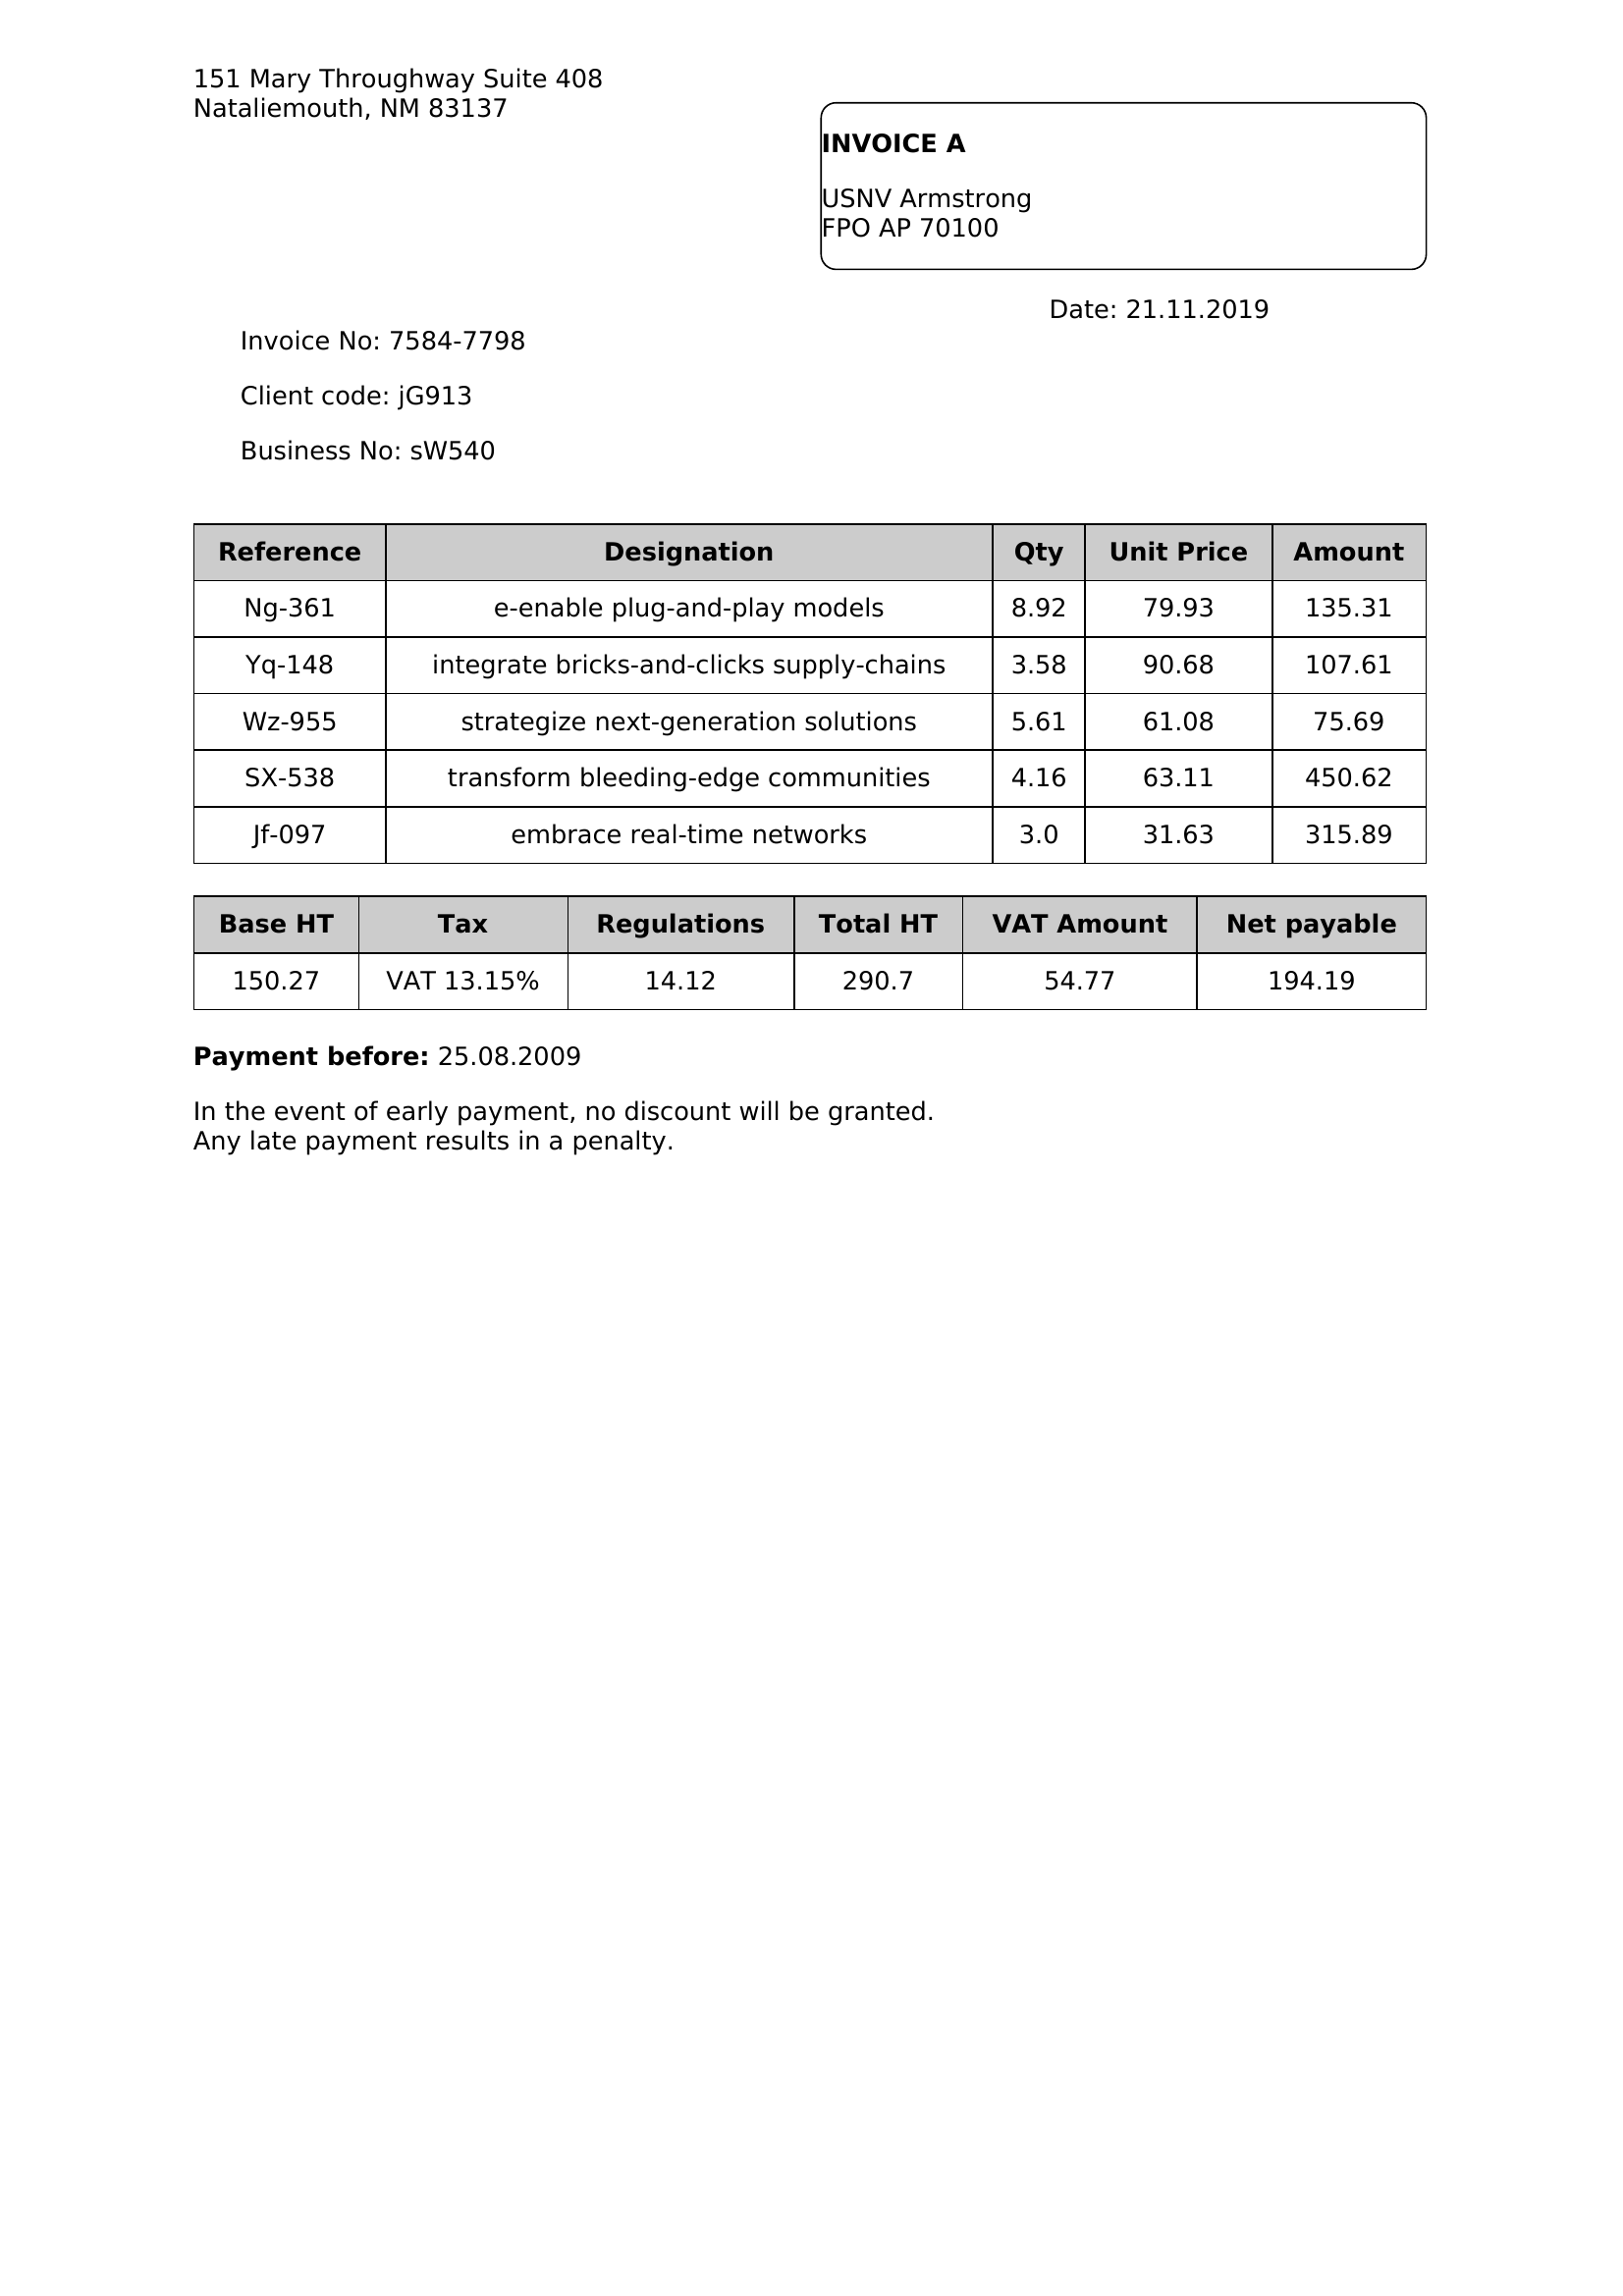 151 Mary Throughway Suite 408
Nataliemouth, NM 83137
INVOICE A
USNV Armstrong
FPO AP 70100
Date: 21.11.2019
Invoice No: 7584-7798
Client code: jG913
Business No: sW540
Reference Designation Qty Unit Price Amount
Ng-361 e-enable plug-and-play models 8.92 79.93 135.31
Yq-148 integrate bricks-and-clicks supply-chains 3.58 90.68 107.61
Wz-955 strategize next-generation solutions 5.61 61.08 75.69
SX-538 transform bleeding-edge communities 4.16 63.11 450.62
Jf-097 embrace real-time networks 3.0 31.63 315.89
Base HT Tax Regulations Total HT VAT Amount Net payable
150.27 VAT 13.15% 14.12 290.7 54.77 194.19
Payment before: 25.08.2009
In the event of early payment, no discount will be granted.
Any late payment results in a penalty.